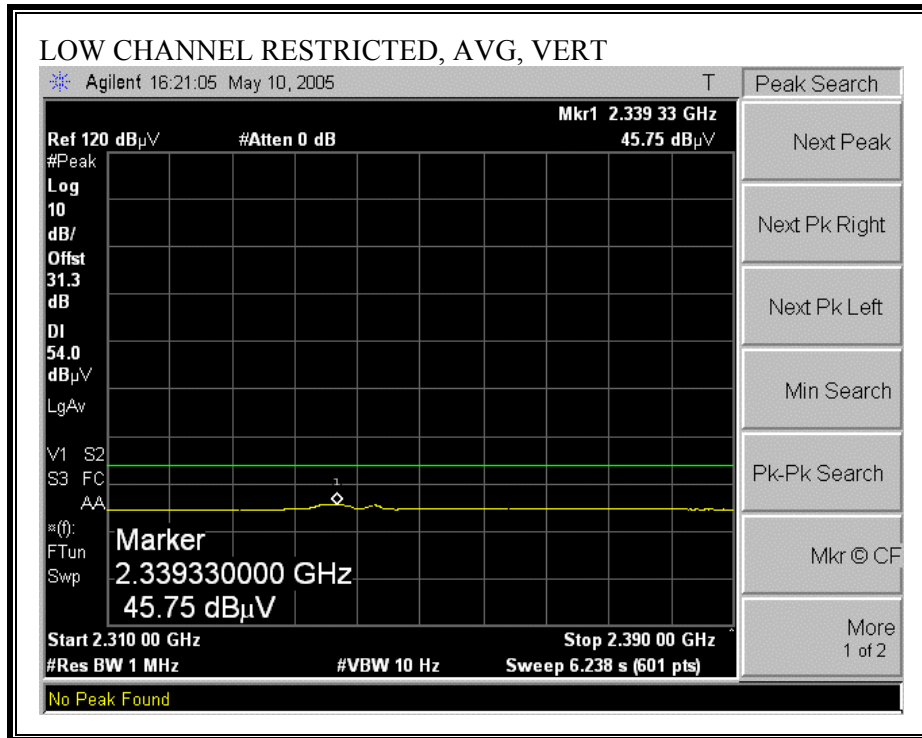 LOW CHANNEL RESTRICTED, AVG, VERT
Agilent 16:21:05 May 10, 2005 T
Peak Search
Mkr1 2.339 33 GHz
Ref 120 dBµV #Atten 0 dB 45.75 dBµV
#Peak
Log
10
dB/
Offst
31.3
dB
DI
54.0
dBµV
LgAv
V1 S2
S3 FC
AA
¤(f):
FTun
Swp
1
Marker
2.339330000 GHz
45.75 dBµV
Start 2.310 00 GHz Stop 2.390 00 GHz ^
#Res BW 1 MHz #VBW 10 Hz Sweep 6.238 s (601 pts)
No Peak Found
Next Peak
Next Pk Right
Next Pk Left
Min Search
Pk-Pk Search
Mkr © CF
More
1 of 2